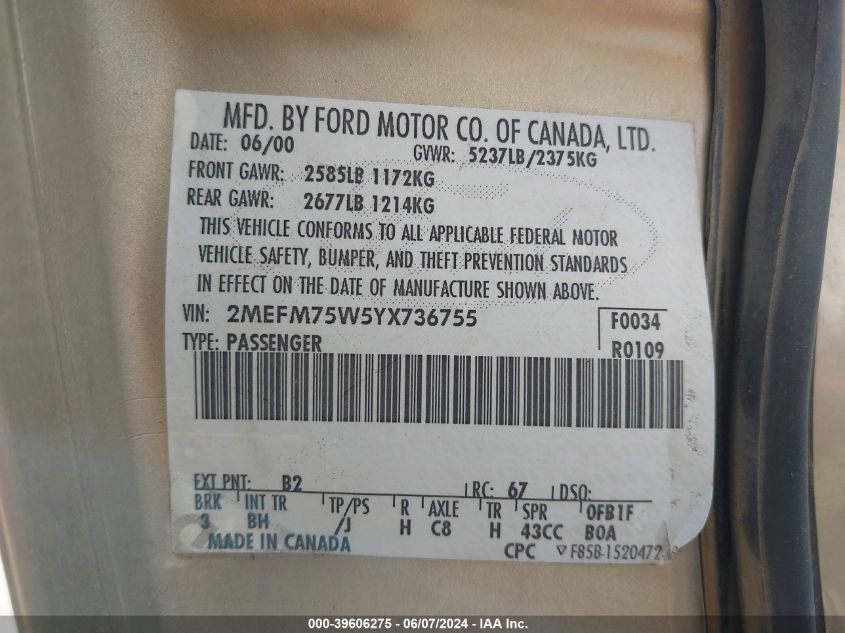 MFD. BY FORD MOTOR CO. OF CANADA, LTD.
DATE: 06/00 GVWR: 5237LB/2375KG
FRONT GAWR: 2585LB 1172KG
REAR GAWR: 2677LB 1214KG
THIS VEHICLE CONFORMS TO ALL APPLICABLE FEDERAL MOTOR
VEHICLE SAFETY, BUMPER, AND THEFT PREVENTION STANDARDS
IN EFFECT ON THE DATE OF MANUFACTURE SHOWN ABOVE.
VIN: 2MEFM75W5YX736755 F0034
TYPE: PASSENGER R0109
EXT PNT: B2 RC: 67 DSO:
BRK INT TR TP/PS R AXLE TR SPR OFB1F
3 BH /J H C8 H 43CC BOA
MADE IN CANADA CPC ▽ F85B-1520472
000-39606275 - 06/07/2024 - IAA Inc.